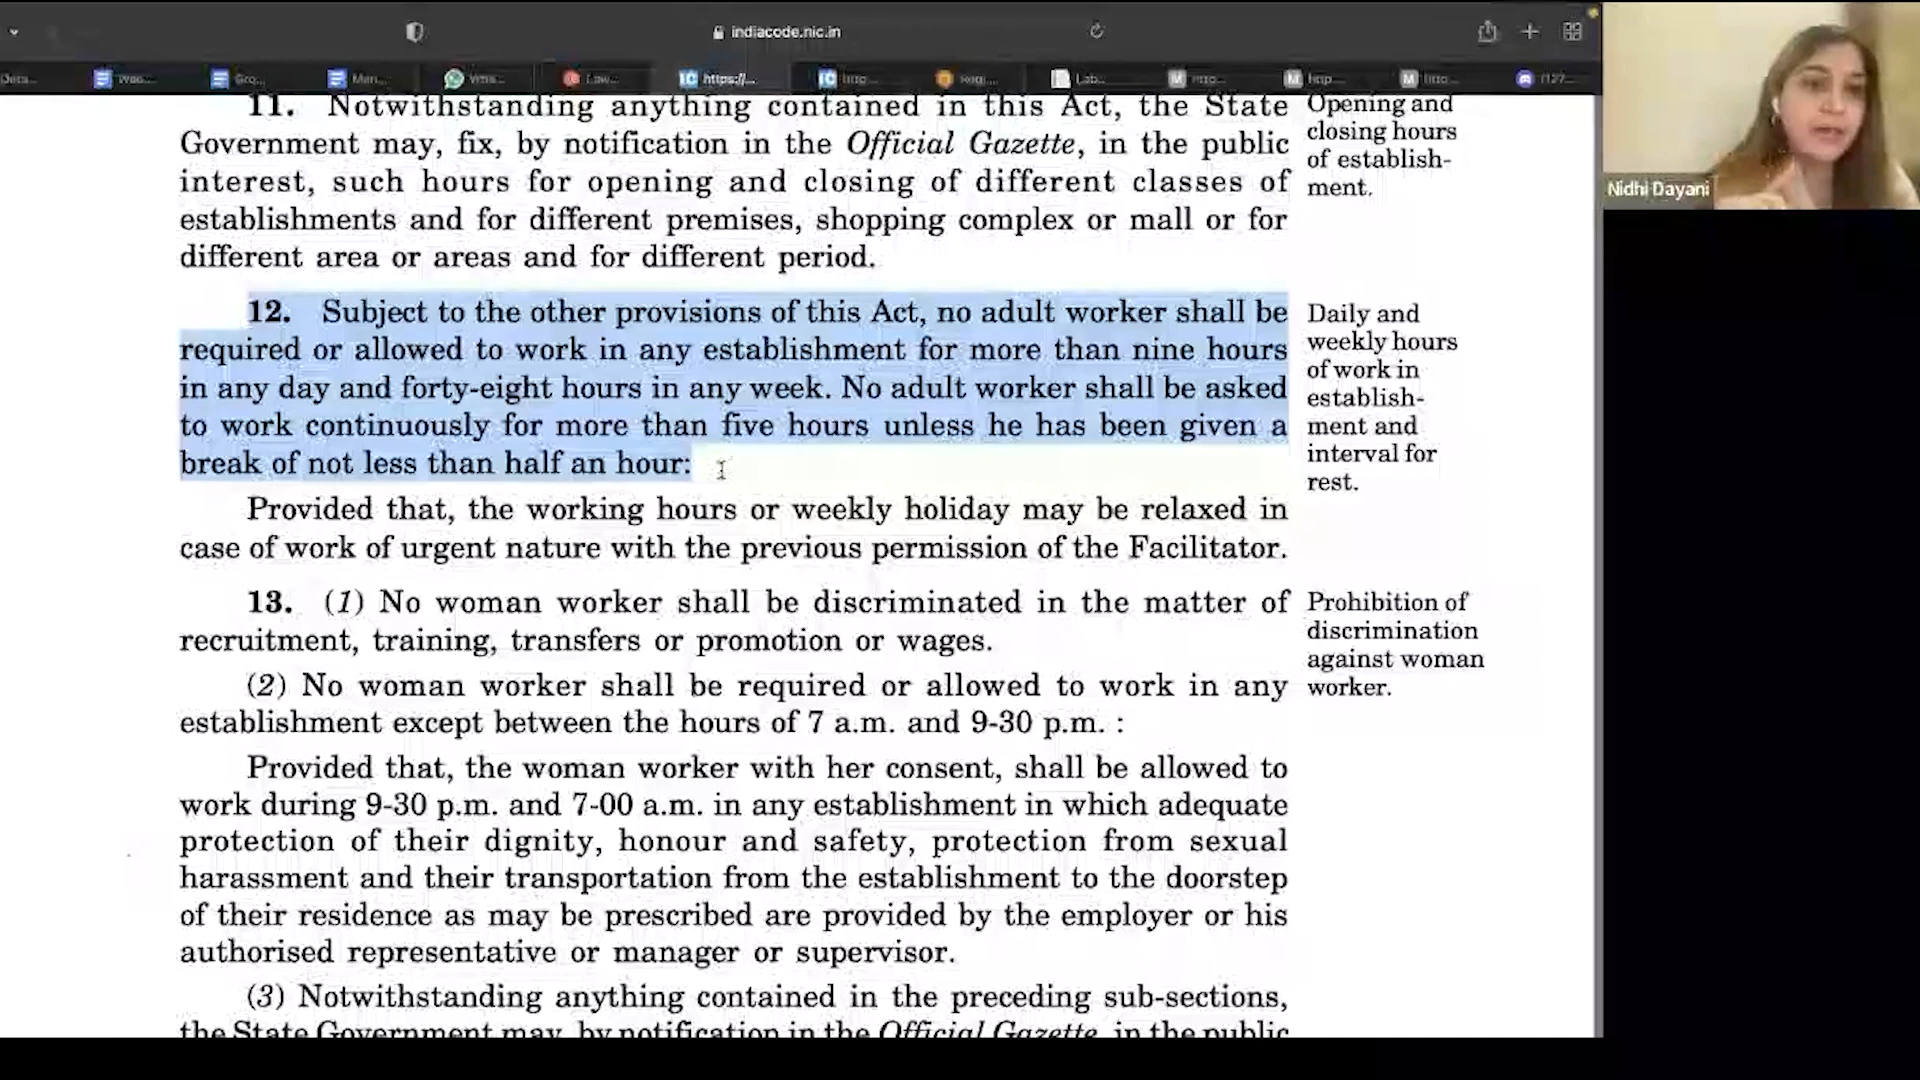 indiacode.nic.in
https://...
11. Notwithstanding anything contained in this Act, the State
Government may, fix, by notification in the Official Gazette, in the public
interest, such hours for opening and closing of different classes of
establishments and for different premises, shopping complex or mall or for
different area or areas and for different period.
Opening and
closing hours
of establish-
ment.
12. Subject to the other provisions of this Act, no adult worker shall be
required or allowed to work in any establishment for more than nine hours
in any day and forty-eight hours in any week. No adult worker shall be asked
to work continuously for more than five hours unless he has been given a
break of not less than half an hour:
Daily and
weekly hours
of work in
establish-
ment and
interval for
rest.
Provided that, the working hours or weekly holiday may be relaxed in
case of work of urgent nature with the previous permission of the Facilitator.
13. (1) No woman worker shall be discriminated in the matter of
recruitment, training, transfers or promotion or wages.
Prohibition of
discrimination
against woman
worker.
(2) No woman worker shall be required or allowed to work in any
establishment except between the hours of 7 a.m. and 9-30 p.m. :
Provided that, the woman worker with her consent, shall be allowed to
work during 9-30 p.m. and 7-00 a.m. in any establishment in which adequate
protection of their dignity, honour and safety, protection from sexual
harassment and their transportation from the establishment to the doorstep
of their residence as may be prescribed are provided by the employer or his
authorised representative or manager or supervisor.
(3) Notwithstanding anything contained in the preceding sub-sections,
the State Government may, by notification in the Official Gazette, in the public
Nidhi Dayani